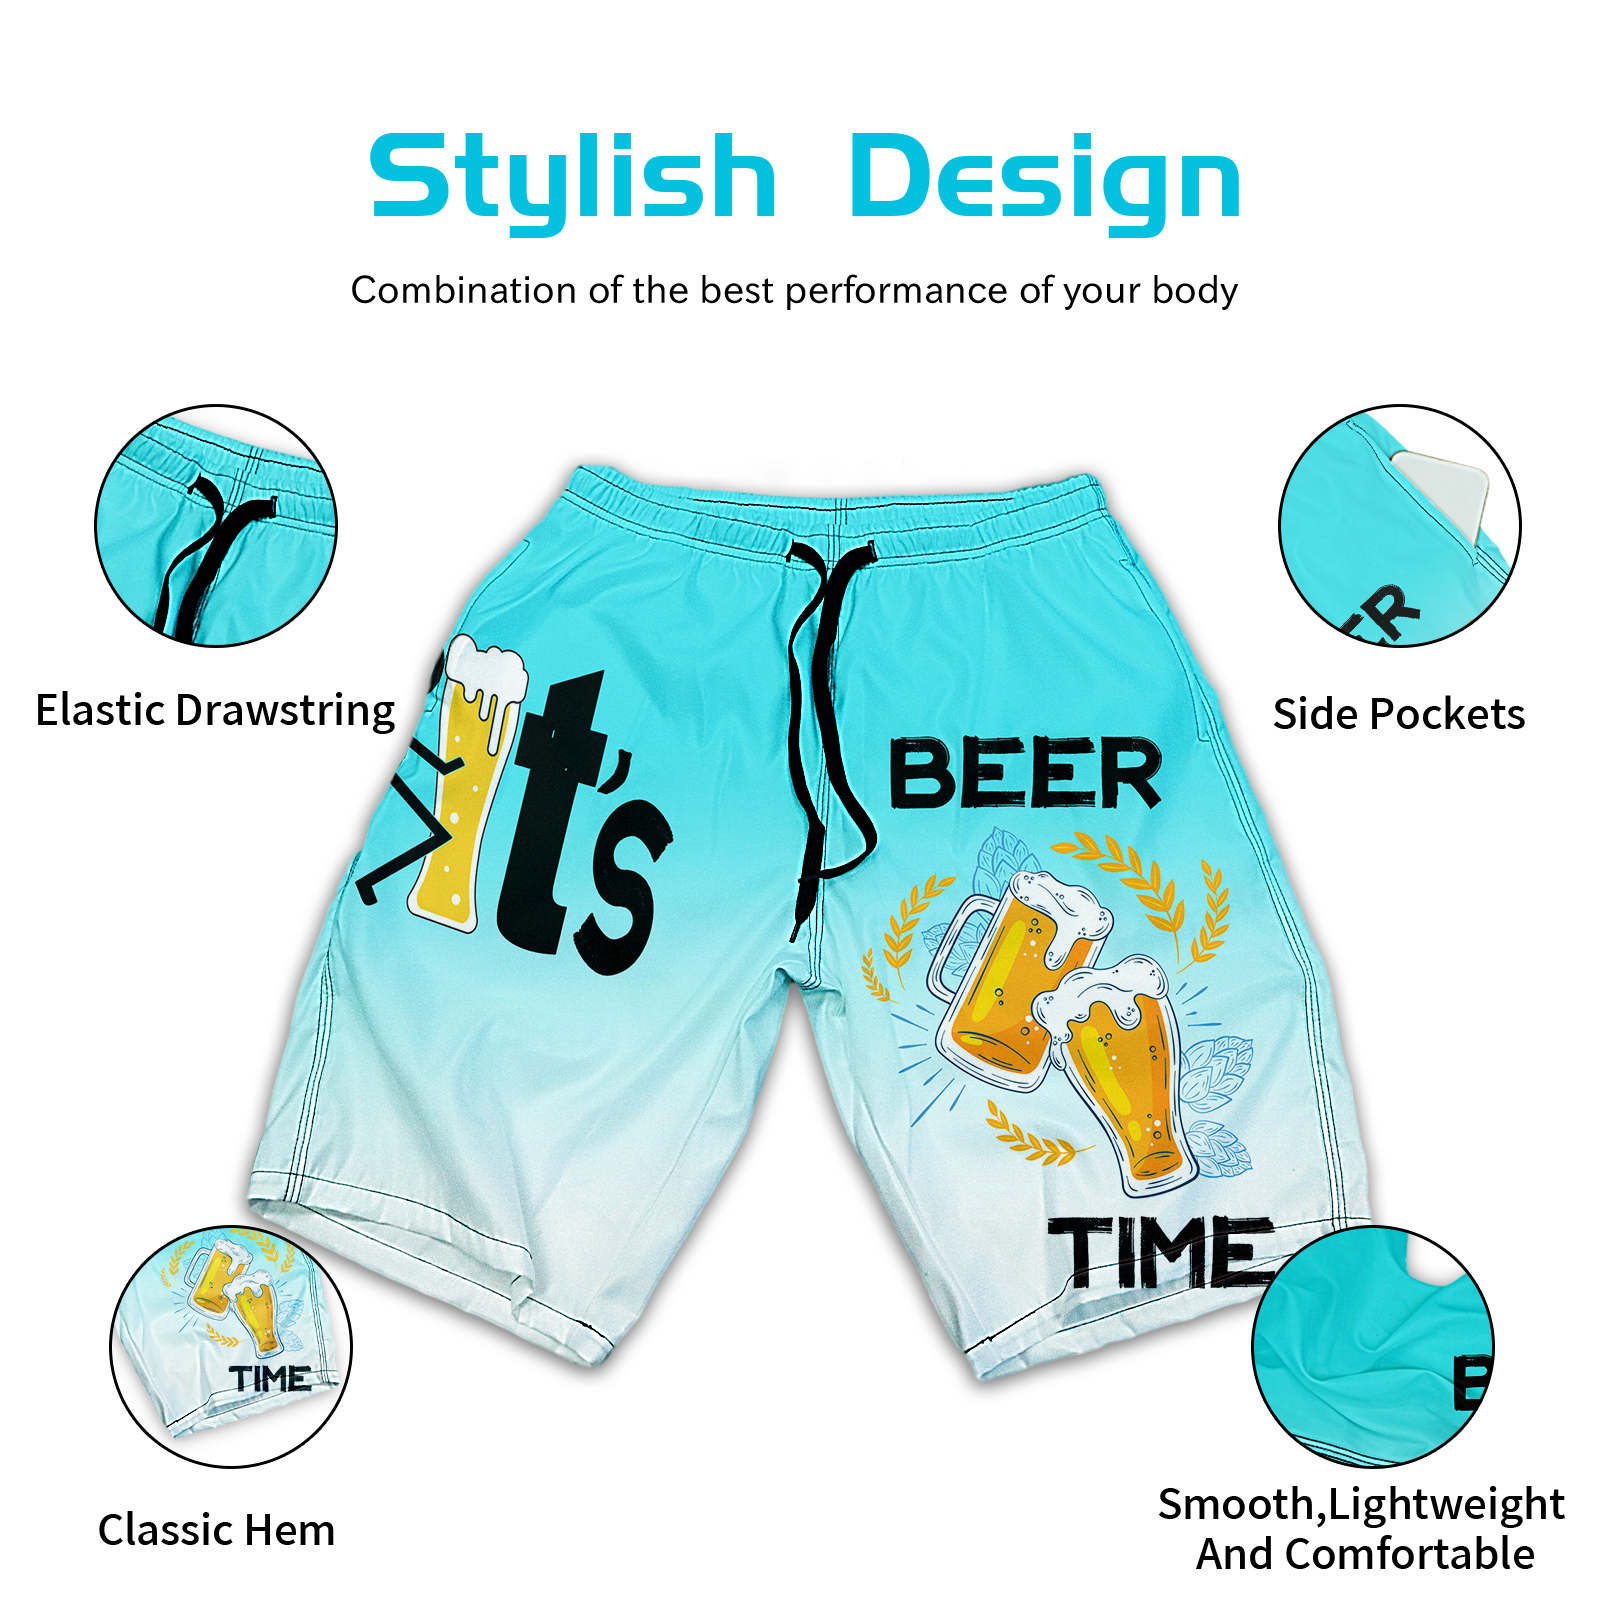 Stylish Design
Combination of the best performance of your body
Elastic Drawstring
Side Pockets
It's
BEER
TIME
ER
TIME
B
Classic Hem
Smooth,Lightweight
And Comfortable